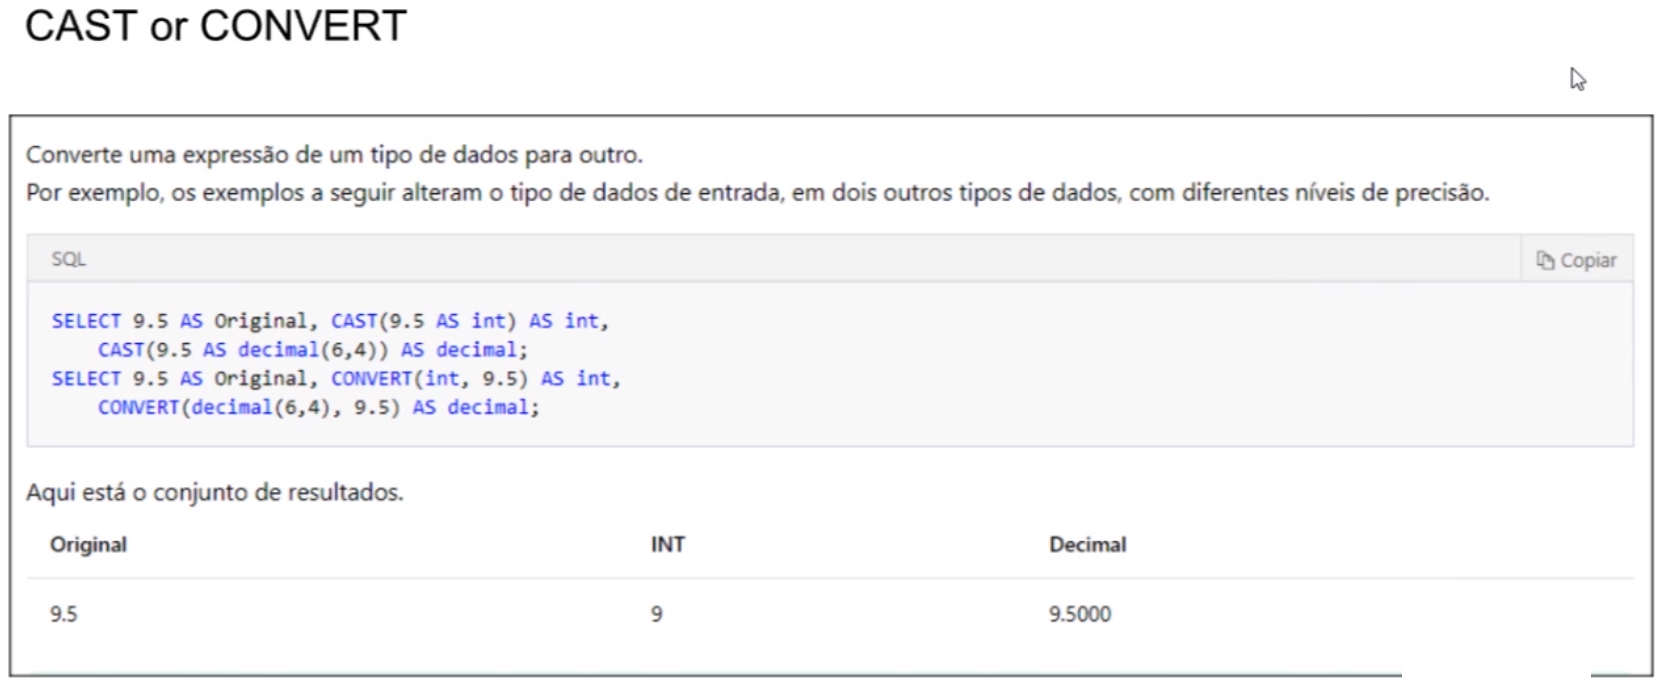 CAST or CONVERT
Converte uma expressão de um tipo de dados para outro.
Por exemplo, os exemplos a seguir alteram o tipo de dados de entrada, em dois outros tipos de dados, com diferentes níveis de precisão.
SQL Copiar
SELECT 9.5 AS Original, CAST(9.5 AS int) AS int,
    CAST(9.5 AS decimal(6,4)) AS decimal;
SELECT 9.5 AS Original, CONVERT(int, 9.5) AS int,
    CONVERT(decimal(6,4), 9.5) AS decimal;
Aqui está o conjunto de resultados.
Original INT Decimal
9.5 9 9.5000